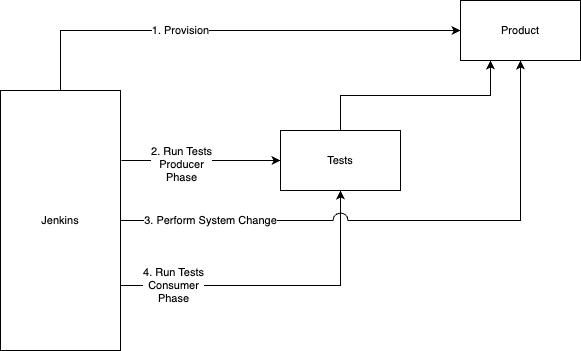 1. Provision
Product
2. Run Tests
Producer
Phase
Tests
Jenkins
3. Perform System Change
4. Run Tests
Consumer
Phase